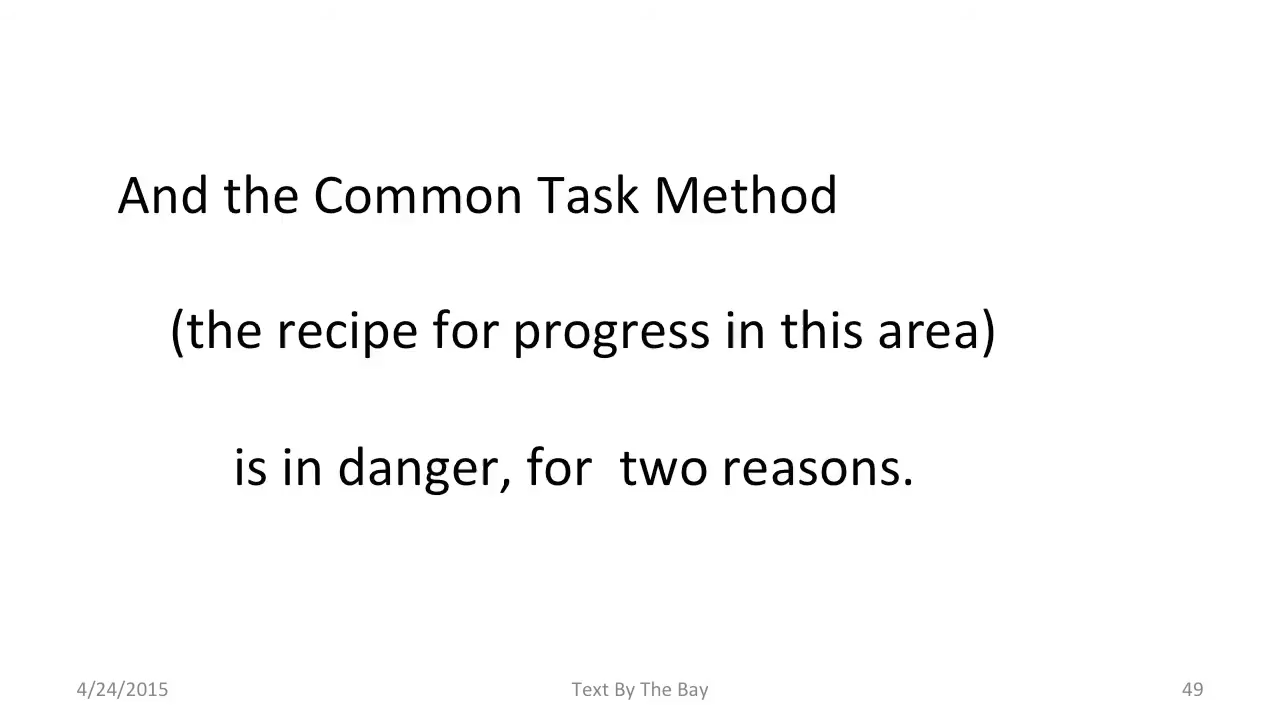 And the Common Task Method
(the recipe for progress in this area)
is in danger, for  two reasons.
4/24/2015
Text By The Bay
49